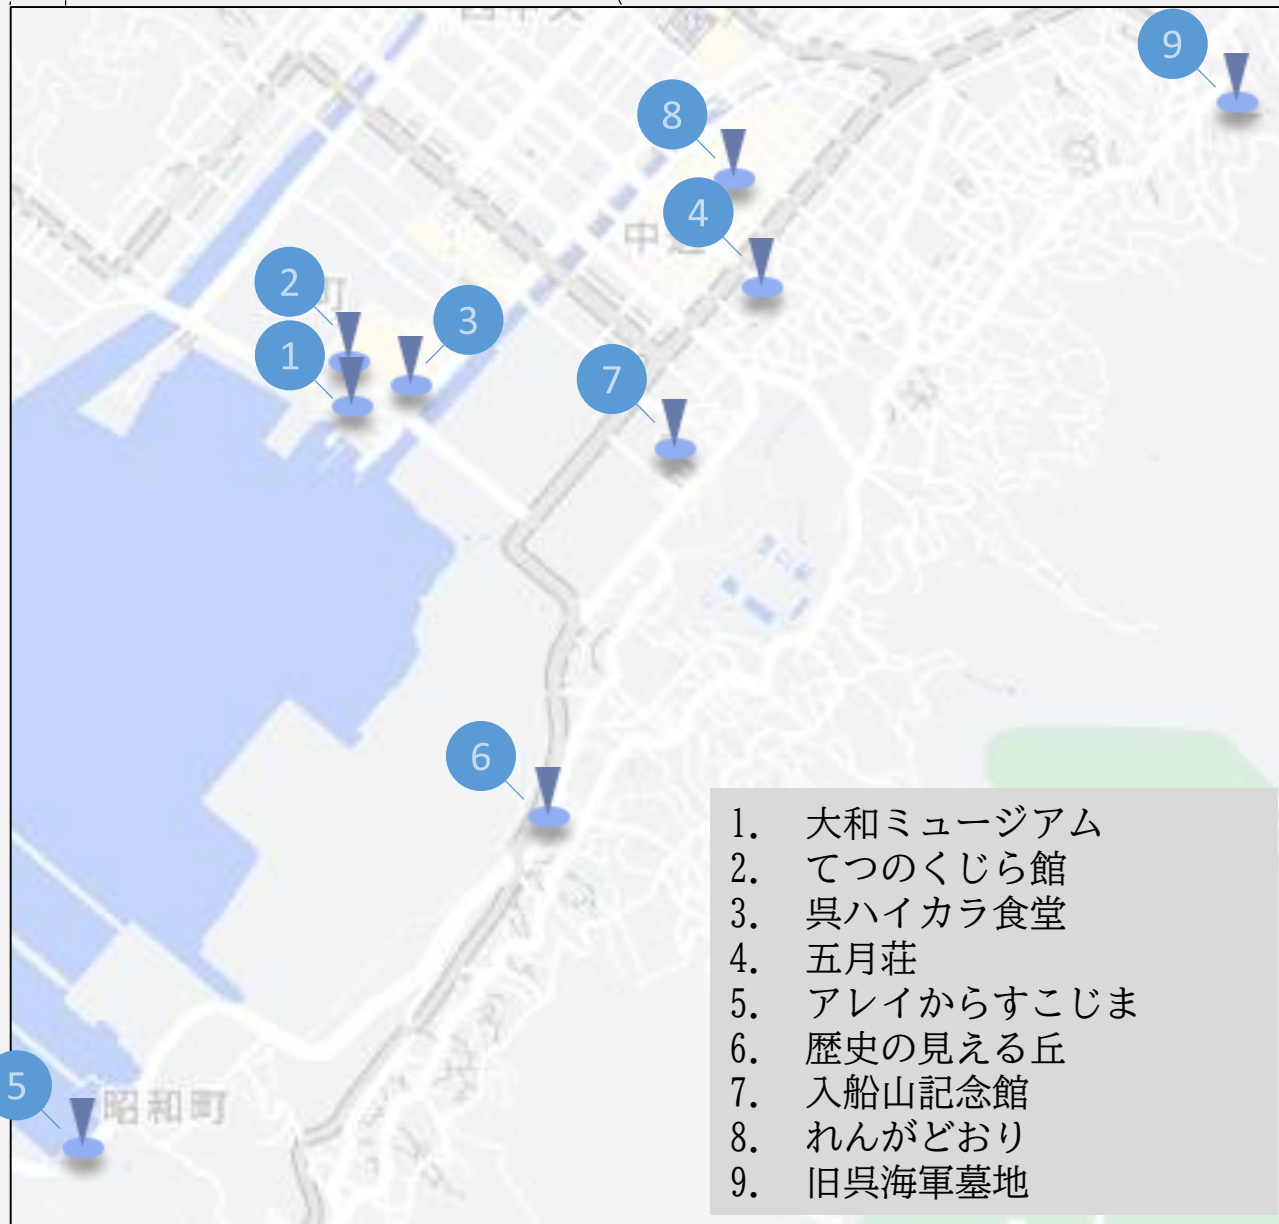 9
8
4
中通
2
町
3
1
7
6
5
昭和町
1. 大和ミュージアム
2. てつのくじら館
3. 呉ハイカラ食堂
4. 五月荘
5. アレイからすこじま
6. 歴史の見える丘
7. 入船山記念館
8. れんがどおり
9. 旧呉海軍墓地